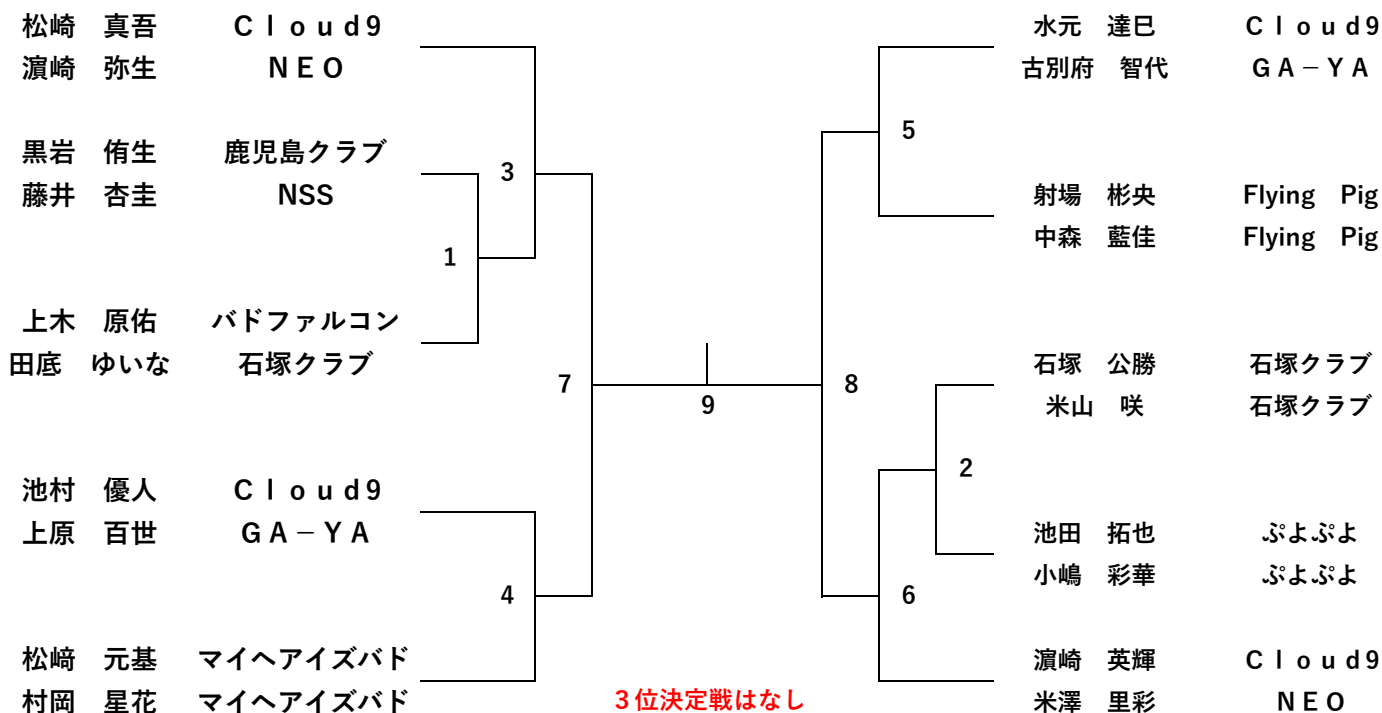 松崎　真吾　Ｃｌｏｕｄ９
濵崎　弥生　ＮＥＯ
黒岩　侑生　鹿児島クラブ
藤井　杏圭　NSS
上木　原佑　バドファルコン
田底　ゆいな　石塚クラブ
池村　優人　Ｃｌｏｕｄ９
上原　百世　ＧＡ－ＹＡ
松﨑　元基　マイヘアイズバド
村岡　星花　マイヘアイズバド
3
1
7
4
9
３位決定戦はなし
5
8
2
6
水元　達巳　Ｃｌｏｕｄ９
古別府　智代　ＧＡ－ＹＡ
射場　彬央　Flying　Pig
中森　藍佳　Flying　Pig
石塚　公勝　石塚クラブ
米山　咲　石塚クラブ
池田　拓也　ぷよぷよ
小嶋　彩華　ぷよぷよ
濵崎　英輝　Ｃｌｏｕｄ９
米澤　里彩　ＮＥＯ